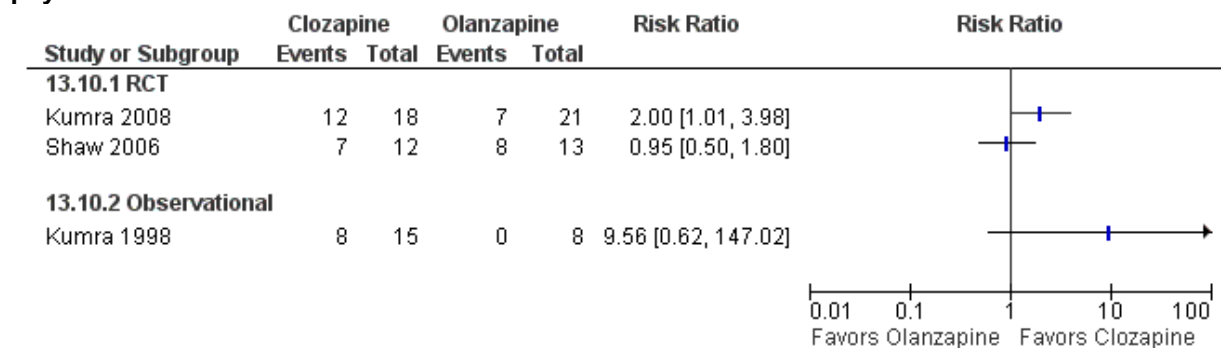 Clozapine Olanzapine Risk Ratio Risk Ratio
Study or Subgroup Events Total Events Total
13.10.1 RCT
Kumra 2008 12 18 7 21 2.00 [1.01, 3.98]
Shaw 2006 7 12 8 13 0.95 [0.50, 1.80]
13.10.2 Observational
Kumra 1998 8 15 0 8 9.56 [0.62, 147.02]
0.01 0.1 1 10 100
Favors Olanzapine Favors Clozapine